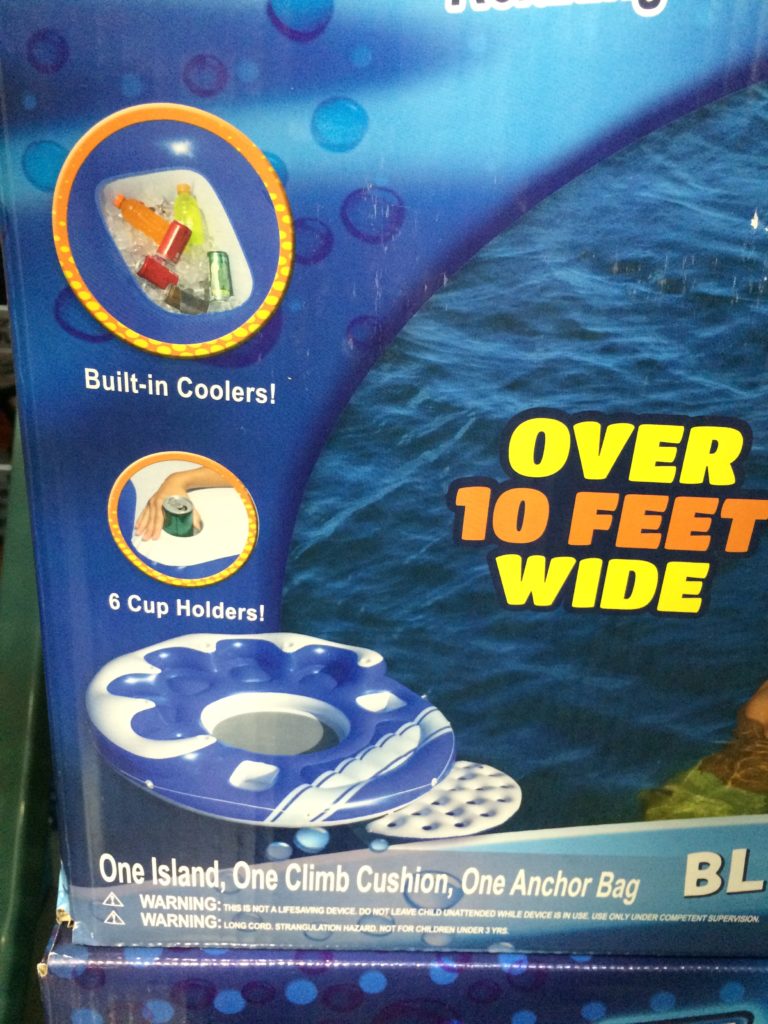 Built-in Coolers!
OVER
10 FEET
WIDE
6 Cup Holders!
One Island, One Climb Cushion, One Anchor Bag
BL
WARNING: THIS IS NOT A LIFESAVING DEVICE. DO NOT LEAVE CHILD UNATTENDED WHILE DEVICE IS IN USE. USE ONLY UNDER COMPETENT SUPERVISION.
WARNING: LONG CORD. STRANGULATION HAZARD. NOT FOR CHILDREN UNDER 3 YRS.